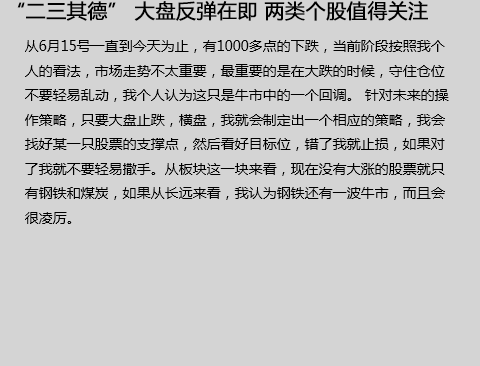 “二三其德” 大盘反弹在即 两类个股值得关注
从6月15号一直到今天为止，有1000多点的下跌，当前阶段按照我个
人的看法，市场走势不太重要，最重要的是在大跌的时候，守住仓位
不要轻易乱动，我个人认为这只是牛市中的一个回调。 针对未来的操
作策略，只要大盘止跌，横盘，我就会制定出一个相应的策略，我会
找好某一只股票的支撑点，然后看好目标位，错了我就止损，如果对
了我就不要轻易撒手。从板块这一块来看，现在没有大涨的股票就只
有钢铁和煤炭，如果从长远来看，我认为钢铁还有一波牛市，而且会
很凌厉。